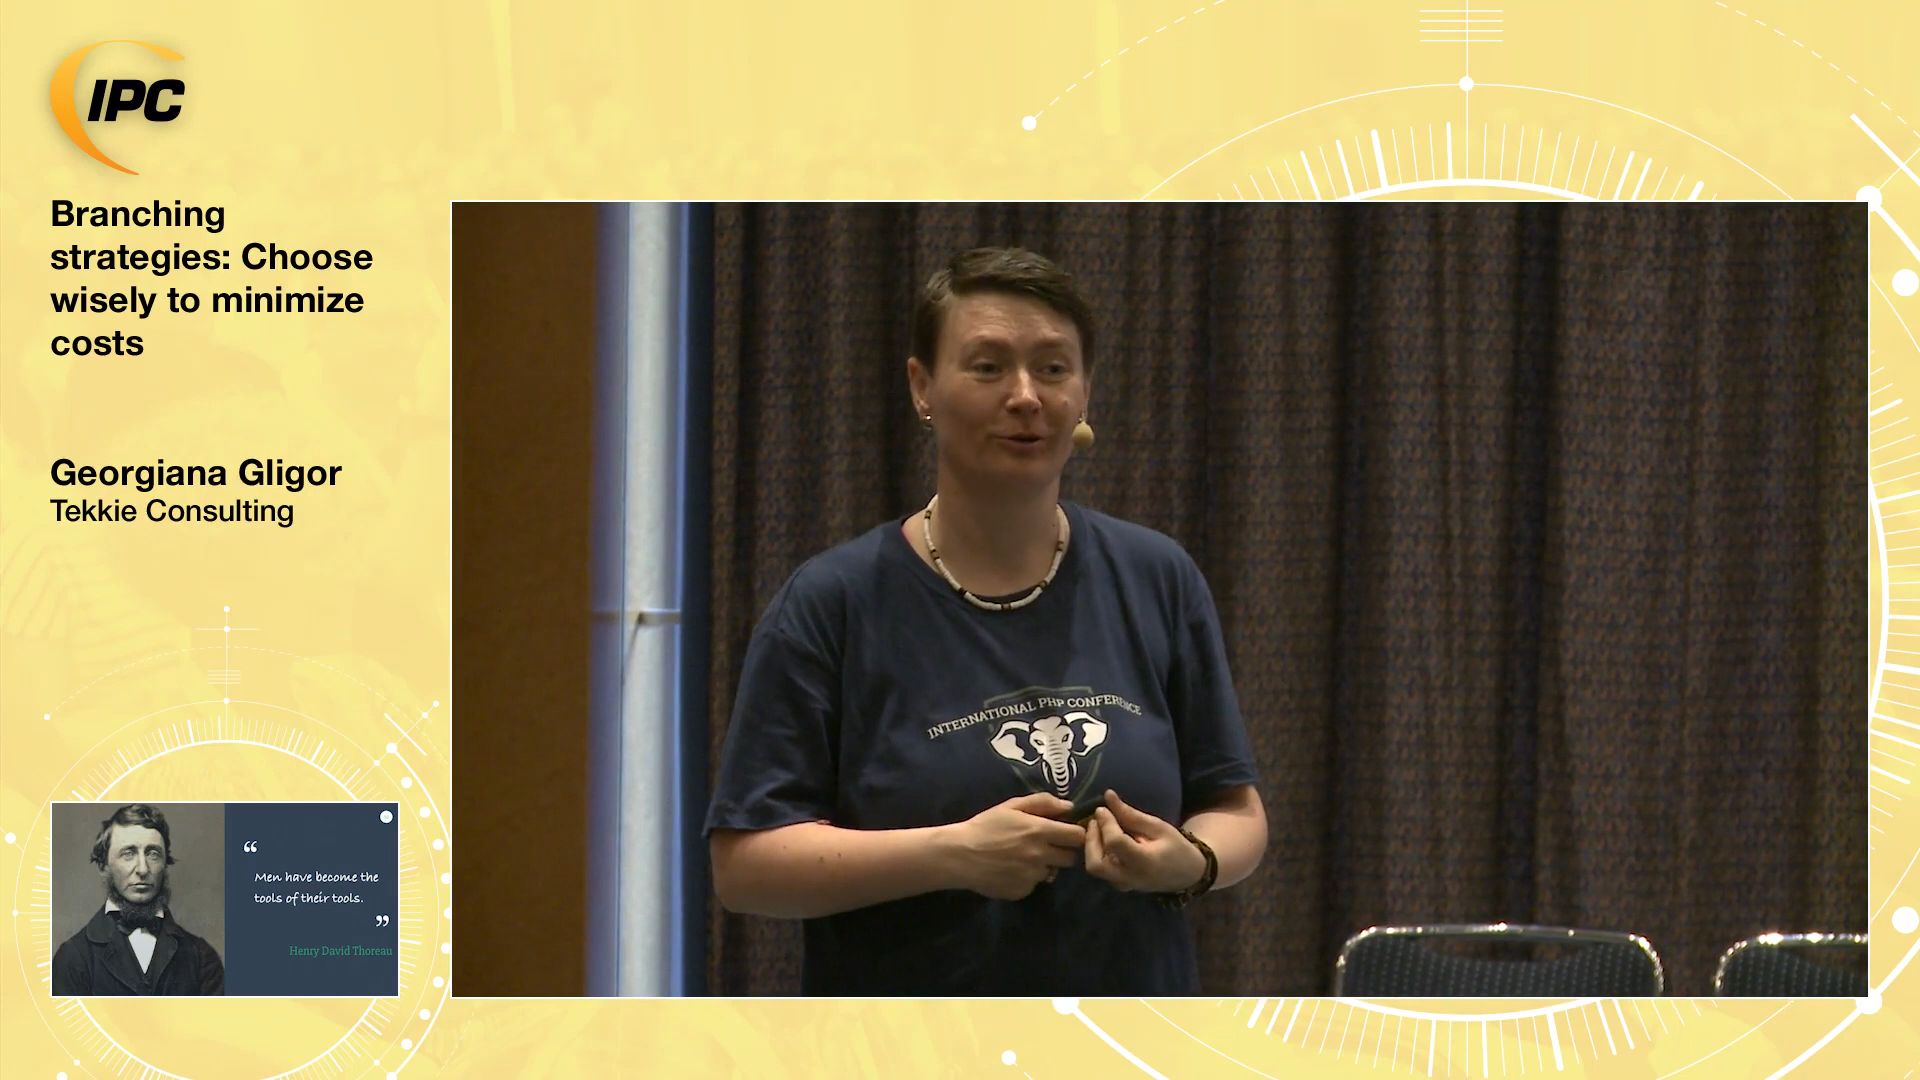 IPC
Branching
strategies: Choose
wisely to minimize
costs
Georgiana Gligor
Tekkie Consulting
INTERNATIONAL PHP CONFERENCE
“
Men have become the
tools of their tools.
”
Henry David Thoreau